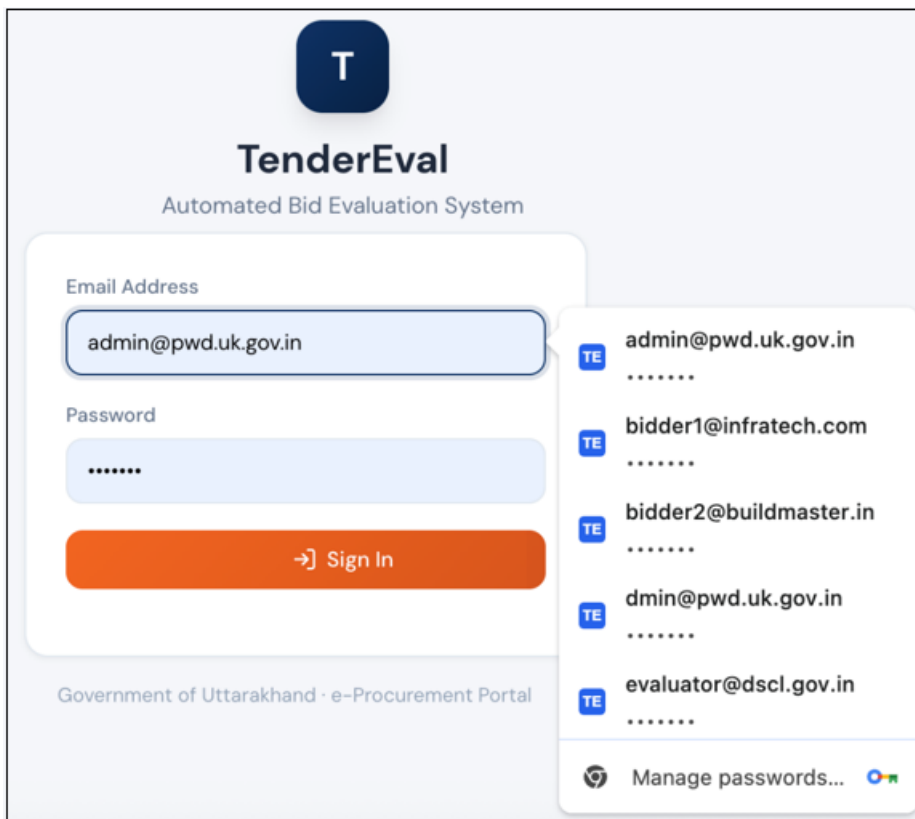 T
TenderEval
Automated Bid Evaluation System
Email Address
admin@pwd.uk.gov.in
Password
•••••••
Sign In
Government of Uttarakhand · e-Procurement Portal
TE
admin@pwd.uk.gov.in
•••••••
TE
bidder1@infratech.com
•••••••
TE
bidder2@buildmaster.in
•••••••
TE
dmin@pwd.uk.gov.in
•••••••
TE
evaluator@dscl.gov.in
•••••••
Manage passwords...